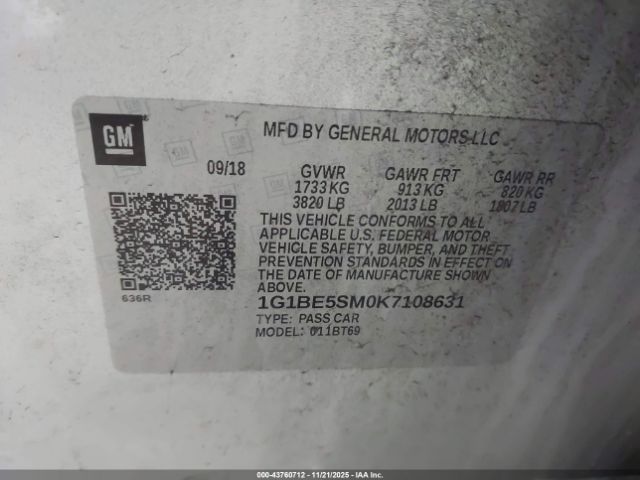 GM
MFD BY GENERAL MOTORS LLC
09/18 GVWR GAWR FRT GAWR RR
1733 KG 913 KG 820 KG
3820 LB 2013 LB 1807 LB
THIS VEHICLE CONFORMS TO ALL
APPLICABLE U.S. FEDERAL MOTOR
VEHICLE SAFETY, BUMPER, AND THEFT
PREVENTION STANDARDS IN EFFECT ON
THE DATE OF MANUFACTURE SHOWN
ABOVE.
636R
1G1BE5SM0K7108631
TYPE: PASS CAR
MODEL: 011BT69
000-43760712 - 11/21/2025 - IAA Inc.